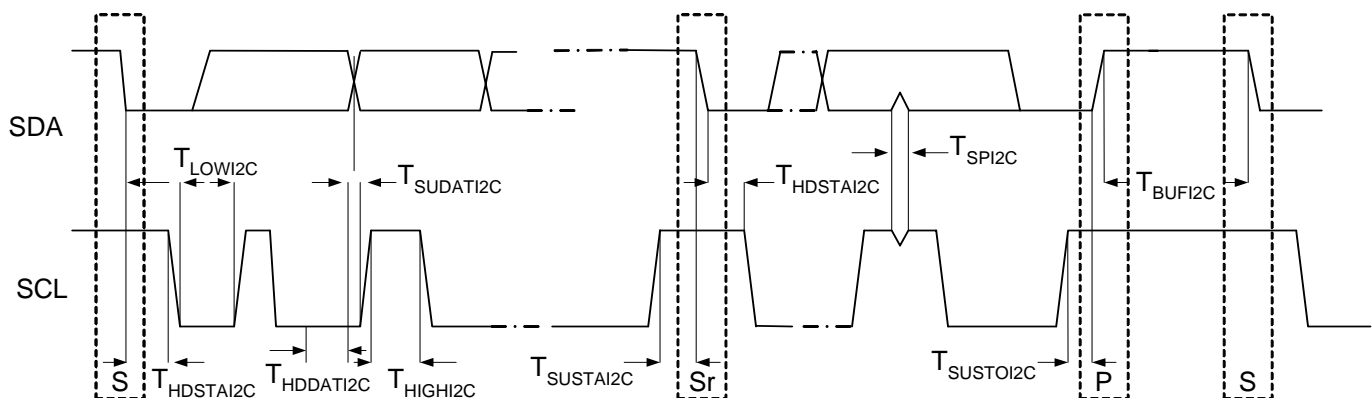 SDA
T_LOWI2C
T_SUDATI2C
T_HDSTAI2C
T_SPI2C
T_BUFI2C
SCL
S
T_HDSTAI2C
T_HDDATI2C
T_HIGHI2C
T_SUSTAI2C
Sr
T_SUSTOI2C
P
S